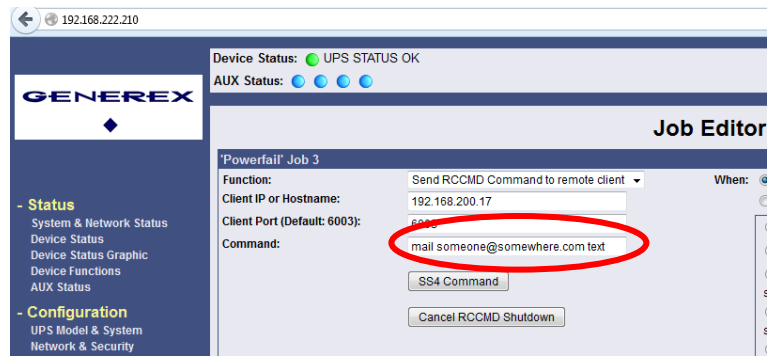 192.168.222.210
Device Status: UPS STATUS OK
AUX Status:
GENEREX
Job Editor
'Powerfail' Job 3
Function: Send RCCMD Command to remote client When:
Client IP or Hostname: 192.168.200.17
Client Port (Default: 6003):
Command: mail someone@somewhere.com text
SS4 Command
Cancel RCCMD Shutdown
- Status
System & Network Status
Device Status
Device Status Graphic
Device Functions
AUX Status
- Configuration
UPS Model & System
Network & Security